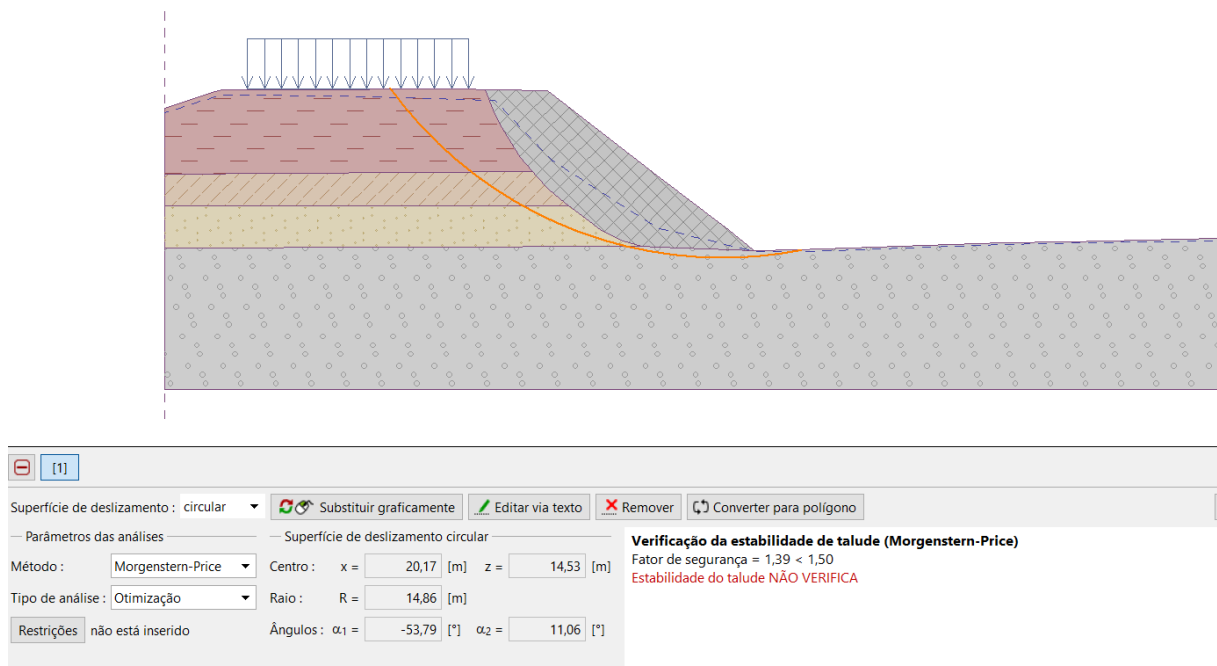 [1]
Superfície de deslizamento : circular Substituir graficamente Editar via texto Remover Converter para polígono
Parâmetros das análises Superfície de deslizamento circular Verificação da estabilidade de talude (Morgenstern-Price)
Fator de segurança = 1,39 < 1,50
Método : Morgenstern-Price Centro : x = 20,17 [m] z = 14,53 [m]
Estabilidade do talude NÃO VERIFICA
Tipo de análise : Otimização Raio : R = 14,86 [m]
Restrições não está inserido Ângulos : α1 = -53,79 [°] α2 = 11,06 [°]